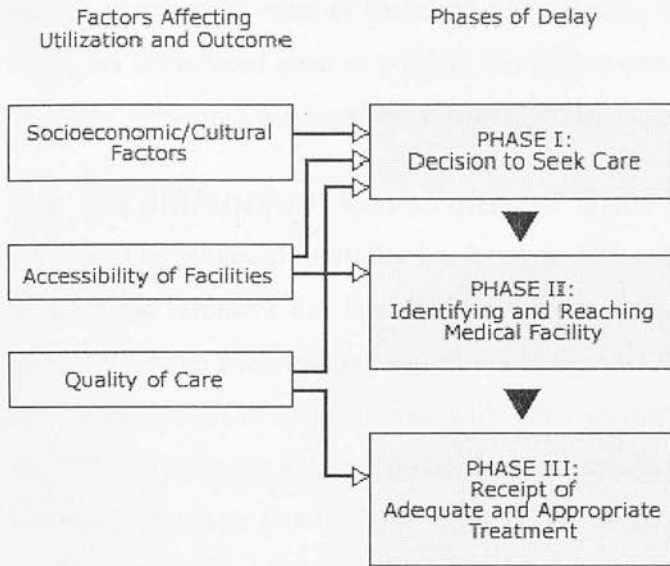 Factors Affecting
Utilization and Outcome
Phases of Delay
Socioeconomic/Cultural
Factors
Accessibility of Facilities
Quality of Care
PHASE I:
Decision to Seek Care
PHASE II:
Identifying and Reaching
Medical Facility
PHASE III:
Receipt of
Adequate and Appropriate
Treatment